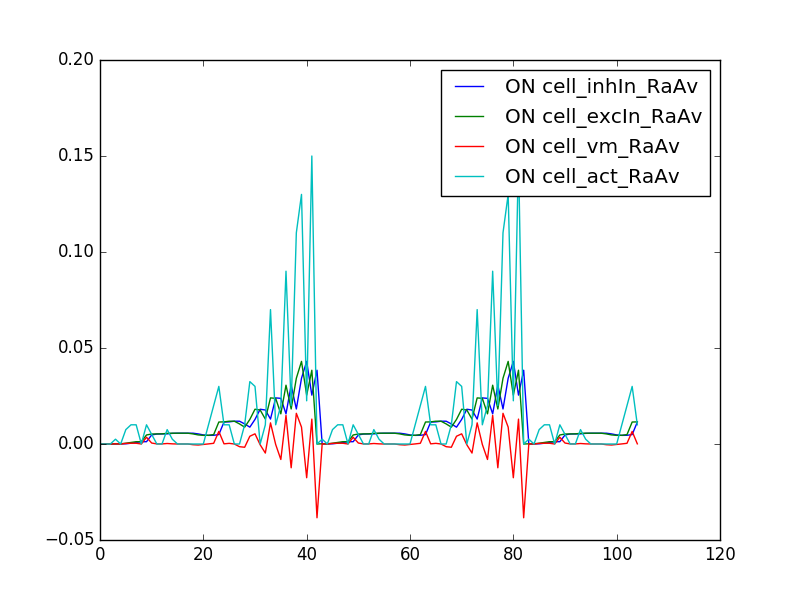 0.20
0.15
0.10
0.05
0.00
−0.05
0 20 40 60 80 100 120
ON cell_inhIn_RaAv
ON cell_excIn_RaAv
ON cell_vm_RaAv
ON cell_act_RaAv